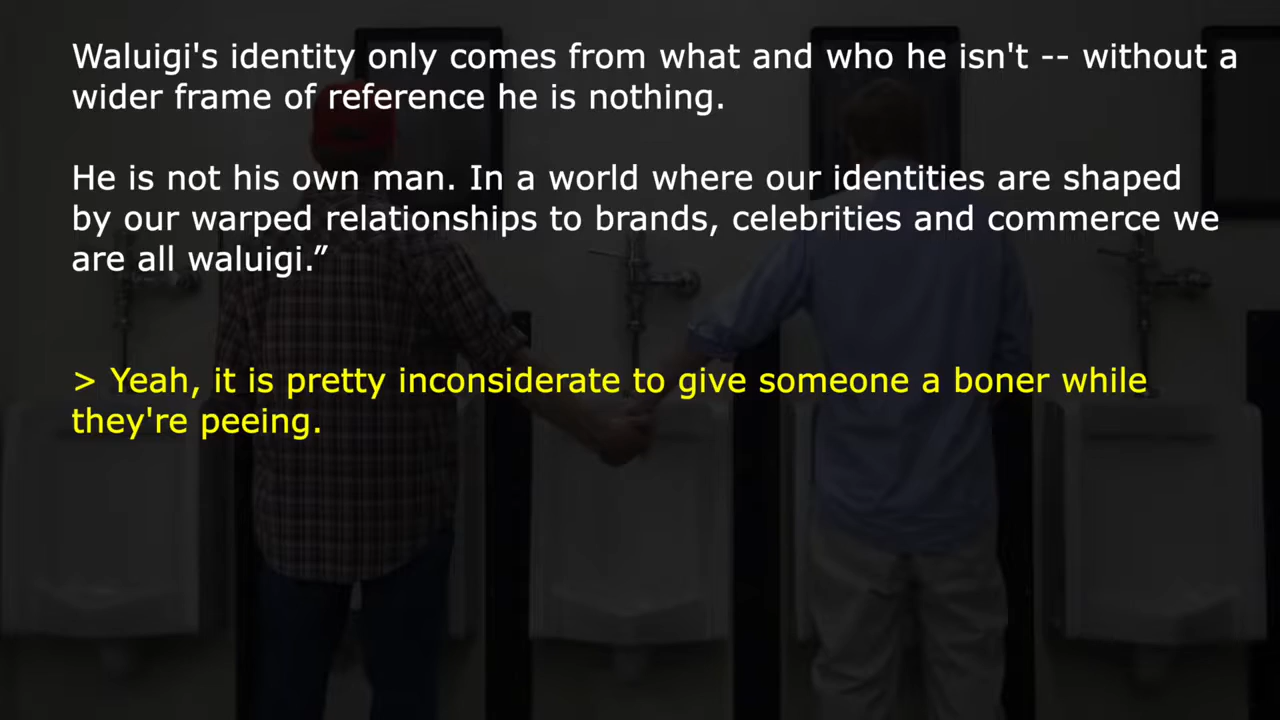 Waluigi's identity only comes from what and who he isn't -- without a
wider frame of reference he is nothing.
He is not his own man. In a world where our identities are shaped
by our warped relationships to brands, celebrities and commerce we
are all waluigi.”
> Yeah, it is pretty inconsiderate to give someone a boner while
they're peeing.